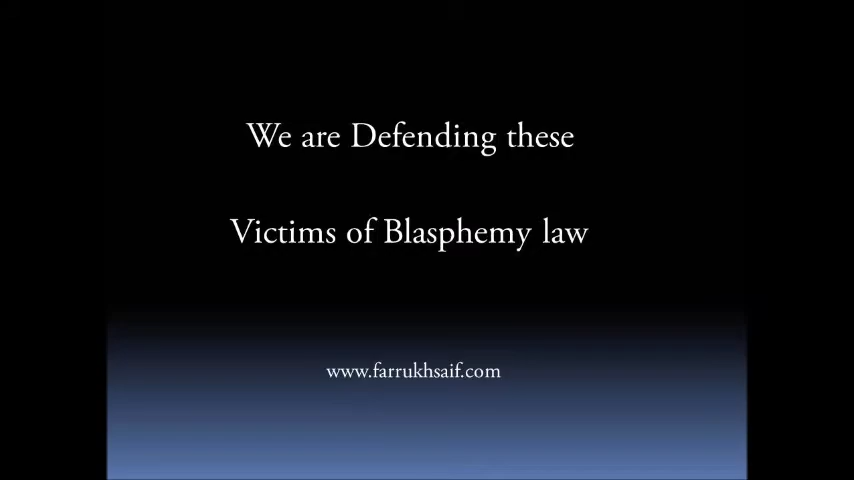 We are Defending these
Victims of Blasphemy law
www.farrukhsaif.com